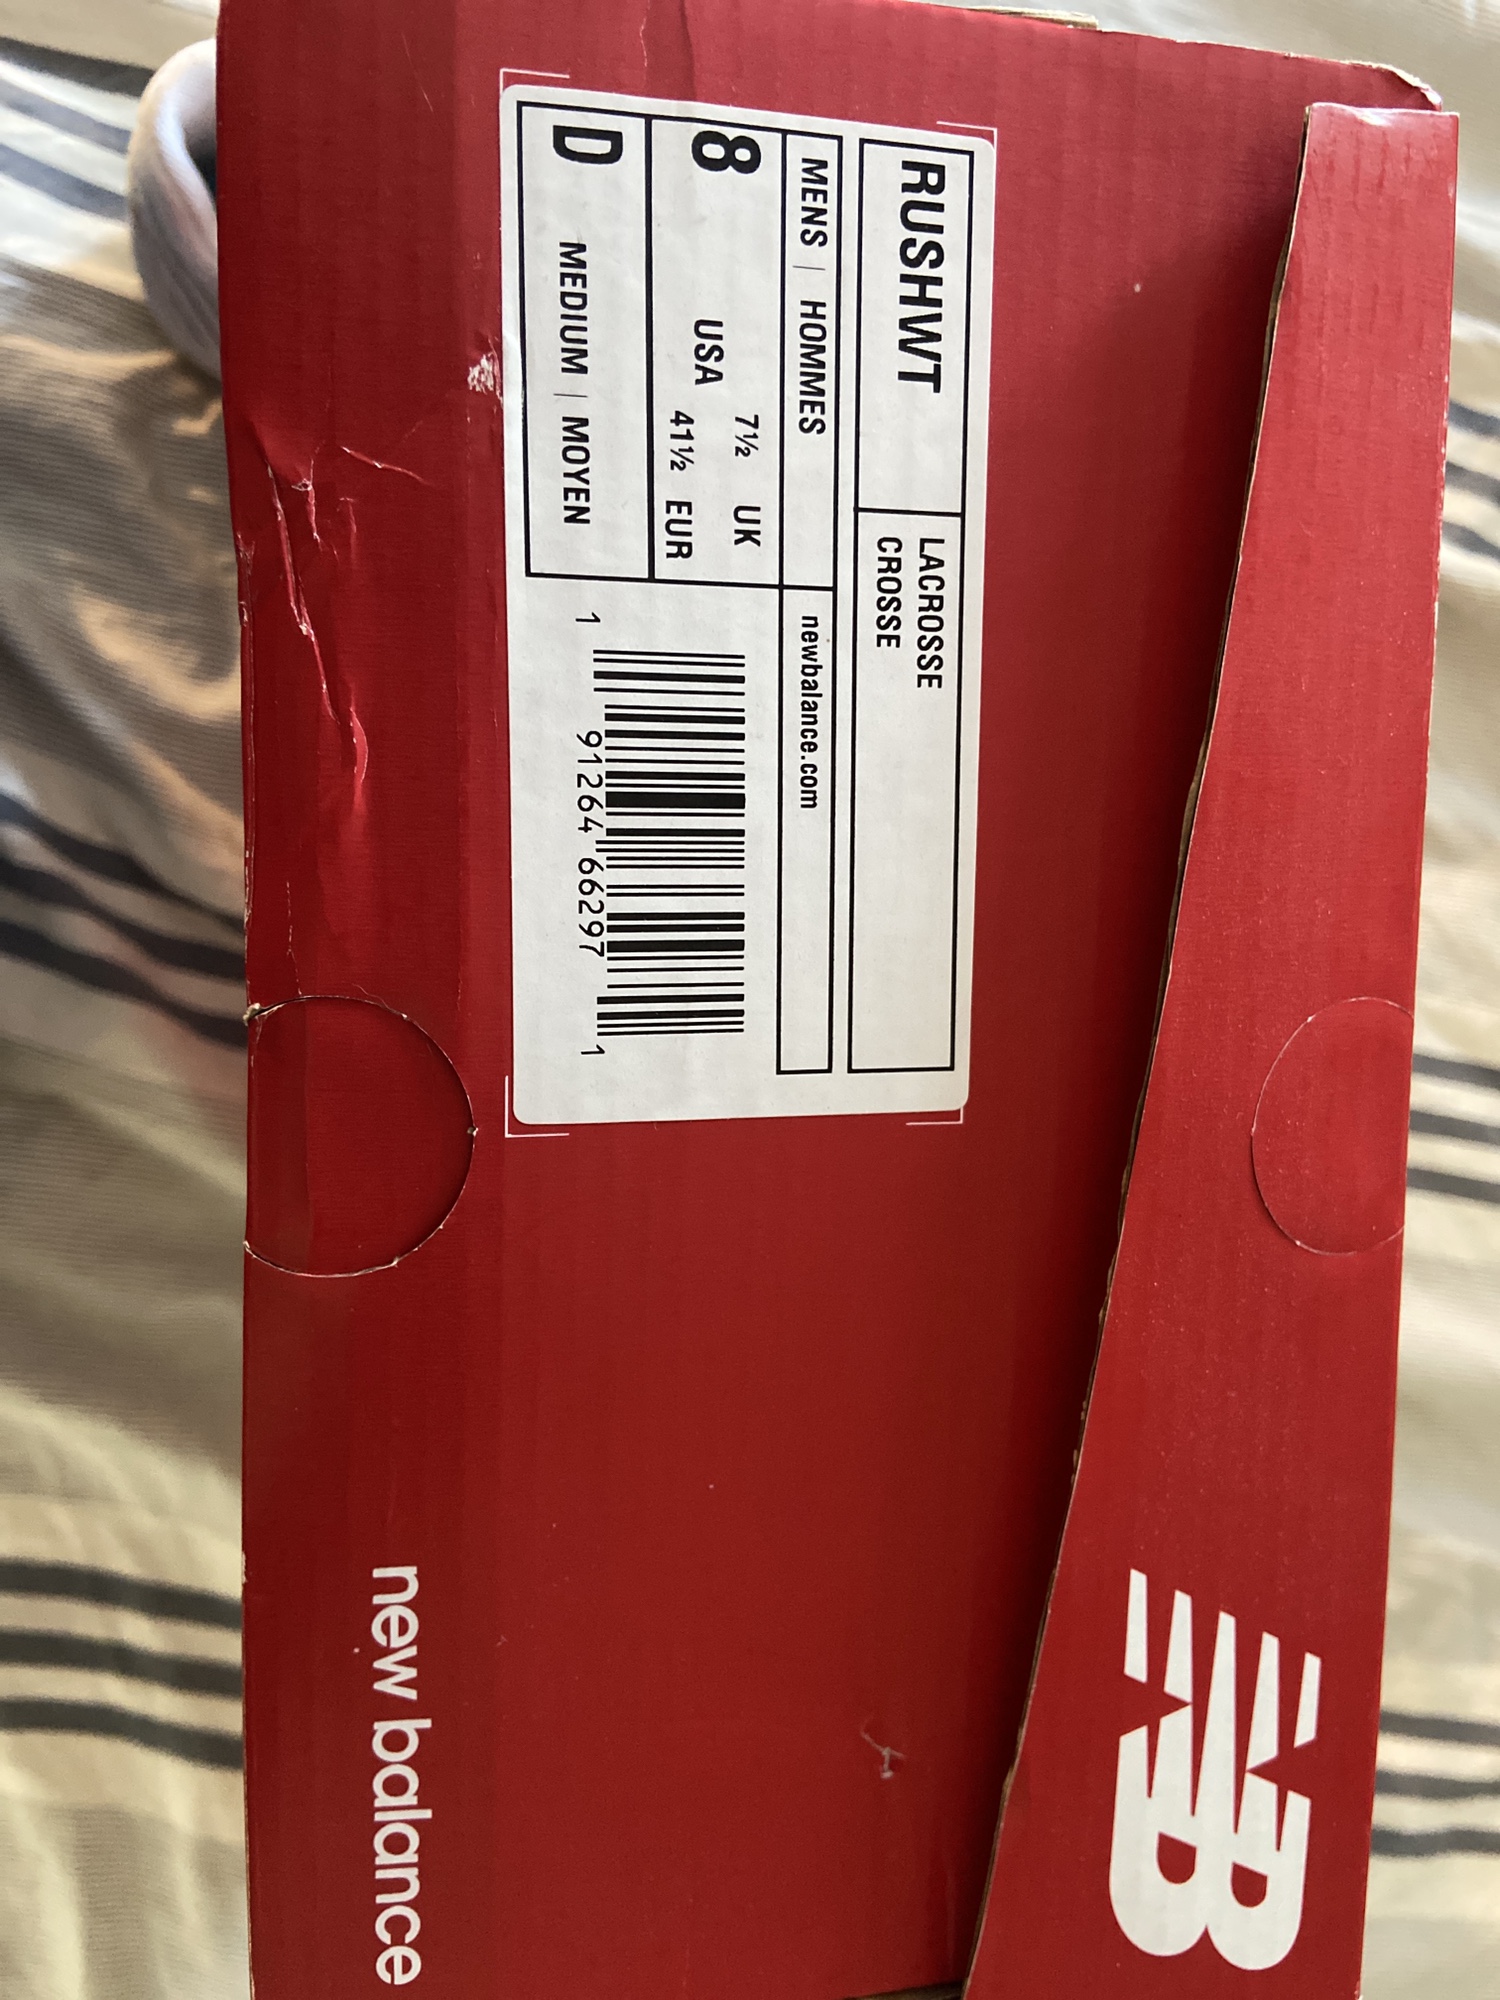 RUSHWT
LACROSSE
CROSSE
MENS | HOMMES
newbalance.com
8 USA
7½ UK
41½ EUR
D MEDIUM | MOYEN
1 91264 66297 1
NB
new balance